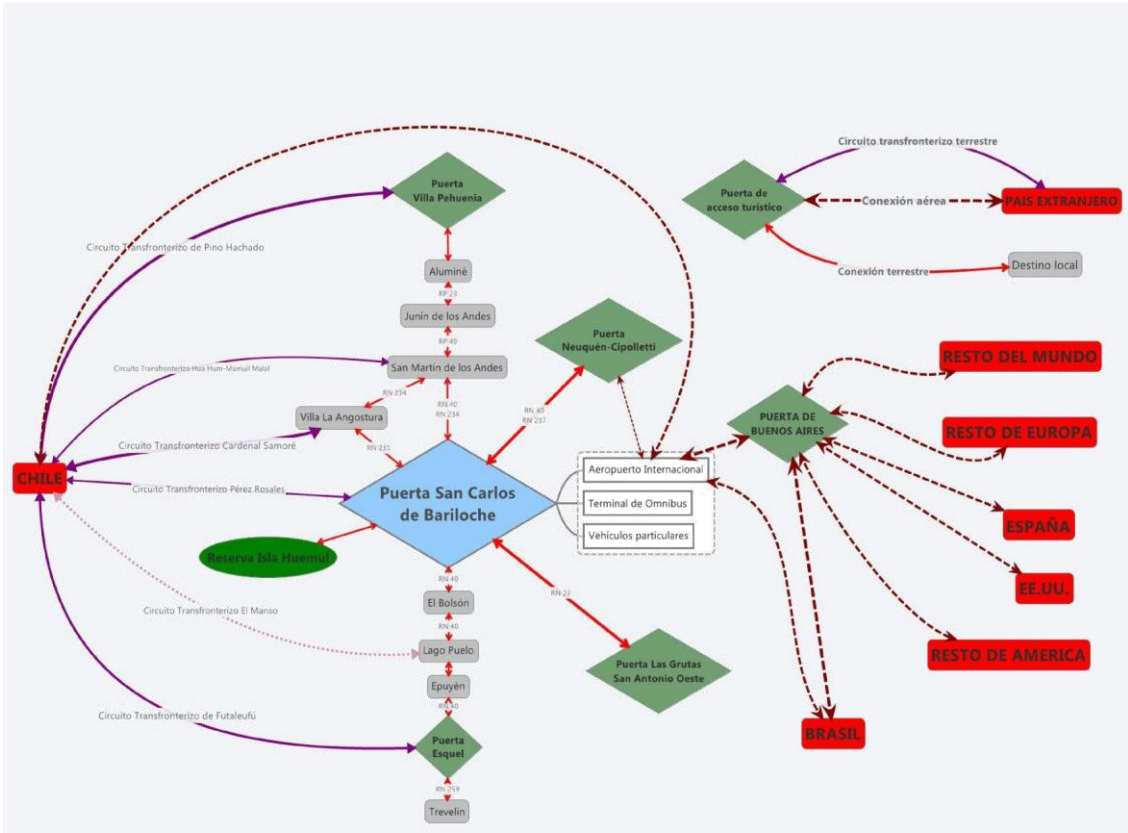 Circuito transfronterizo terrestre
Puerta de
acceso turístico
Conexión aérea
PAIS EXTRANJERO
Conexión terrestre
Destino local
Puerta
Villa Pehuenia
Circuito Transfronterizo de Pino Hachado
Aluminé
RP:23
Junín de los Andes
RP:49
Puerta
Neuquén-Cipolletti
Circuito Transfronterizo Hua Hum-Mamuil Malal
San Martín de los Andes
RN:234
RN:40
RN:234
RN:40
RN:237
RESTO DEL MUNDO
Villa La Angostura
PUERTA DE
BUENOS AIRES
RESTO DE EUROPA
Circuito Transfronterizo Cardenal Samoré
RN:231
CHILE
Aeropuerto Internacional
Circuito Transfronterizo Pérez Rosales
Puerta San Carlos
de Bariloche
Terminal de Omnibus
Vehículos particulares
ESPAÑA
Reserva Isla Huemul
RN:40
RN:23
EE.UU.
El Bolsón
Circuito Transfronterizo El Manso
RN:40
Lago Puelo
RESTO DE AMERICA
Puerta Las Grutas
San Antonio Oeste
Epuyén
RN:40
Circuito Transfronterizo de Futaleufú
BRASIL
Puerta
Esquel
RN:259
Trevelin